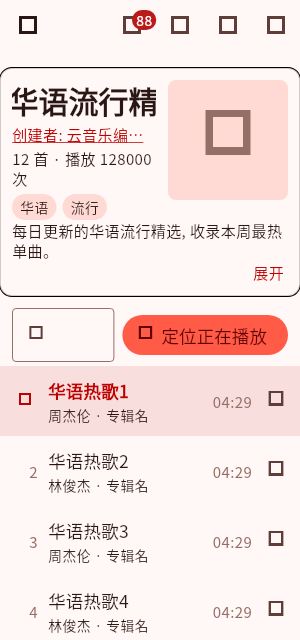 88
华语流行精
创建者: 云音乐编…
12 首 · 播放 128000
次
华语 流行
每日更新的华语流行精选, 收录本周最热
单曲。
展开
定位正在播放
华语热歌1
周杰伦 · 专辑名
04:29
2
华语热歌2
林俊杰 · 专辑名
04:29
3
华语热歌3
周杰伦 · 专辑名
04:29
4
华语热歌4
林俊杰 · 专辑名
04:29